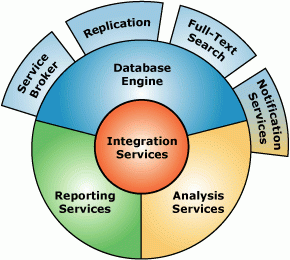 Service
Broker
Replication
Full-Text
Search
Notification
Services
Database
Engine
Integration
Services
Reporting
Services
Analysis
Services